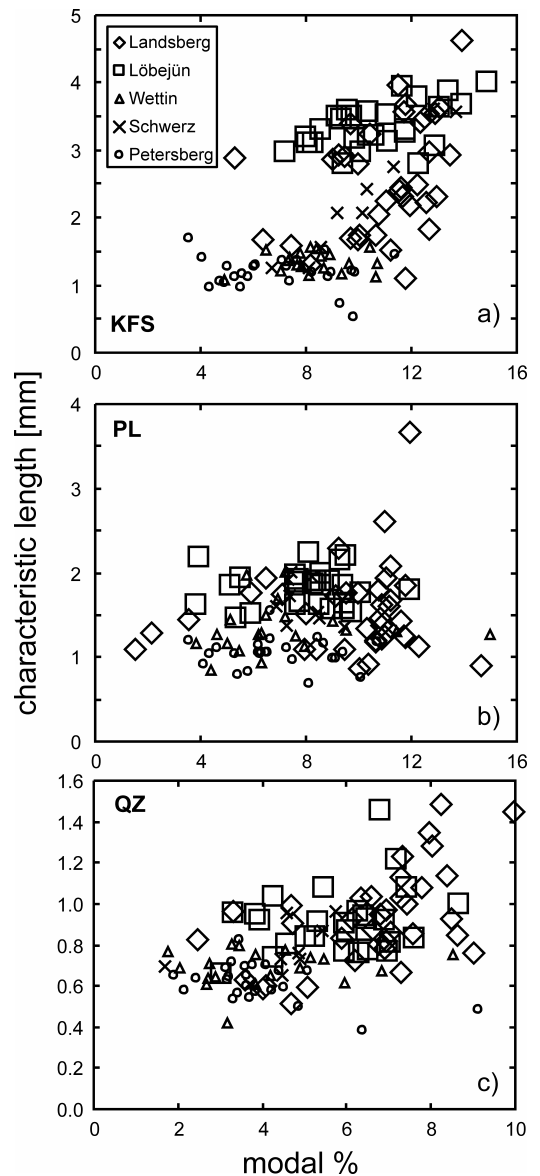 characteristic length [mm]
5
4
3
2
1
0
Landsberg
Löbejün
Wettin
Schwerz
Petersberg
KFS
a)
0
4
8
12
16
4
3
2
1
0
PL
b)
0
4
8
12
16
1.6
1.4
1.2
1.0
0.8
0.6
0.4
0.2
0.0
QZ
c)
0
2
4
6
8
10
modal %